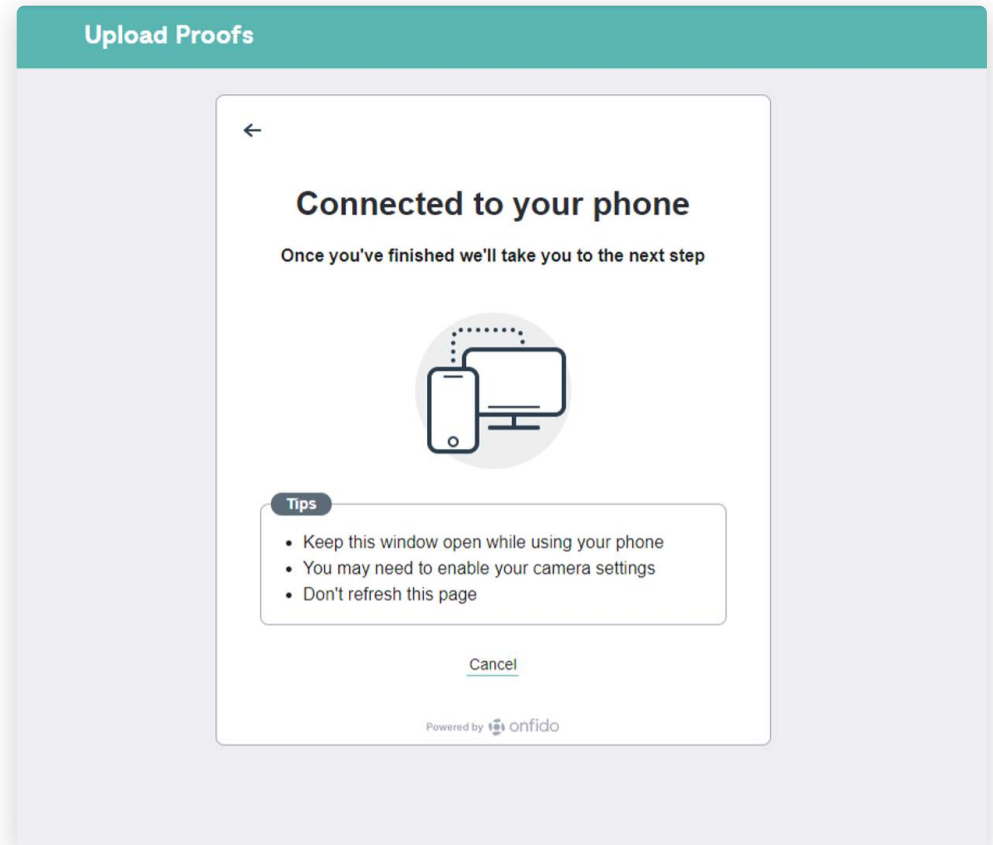 Upload Proofs
Connected to your phone
Once you've finished we'll take you to the next step
Tips
Keep this window open while using your phone
You may need to enable your camera settings
Don't refresh this page
Cancel
Powered by onfido